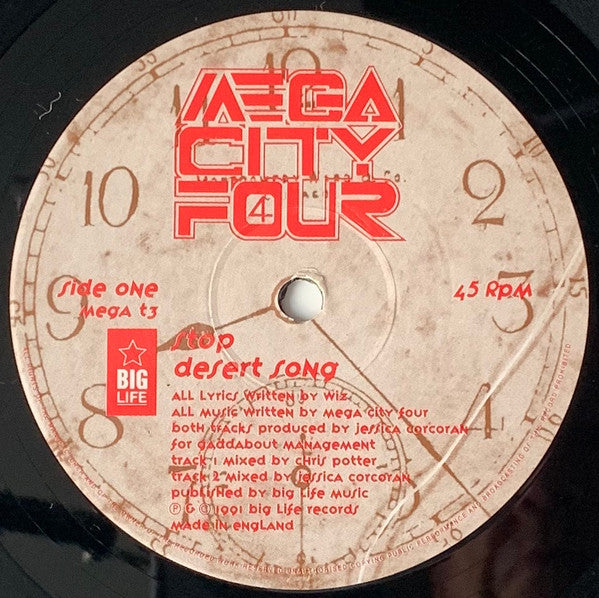 MEGA
CITY
FOUR
4
10
2
9
3
8
side one
mega t3
45 RPM
stop
desert song
BIG
LIFE
ALL Lyrics written by wiz
ALL music written by mega city four
both tracks produced by jessica corcoran
for gaddabout management
track 1 mixed by chris potter
track 2 mixed by jessica corcoran
published by big life music
℗ & © 1991 big Life records
made in england